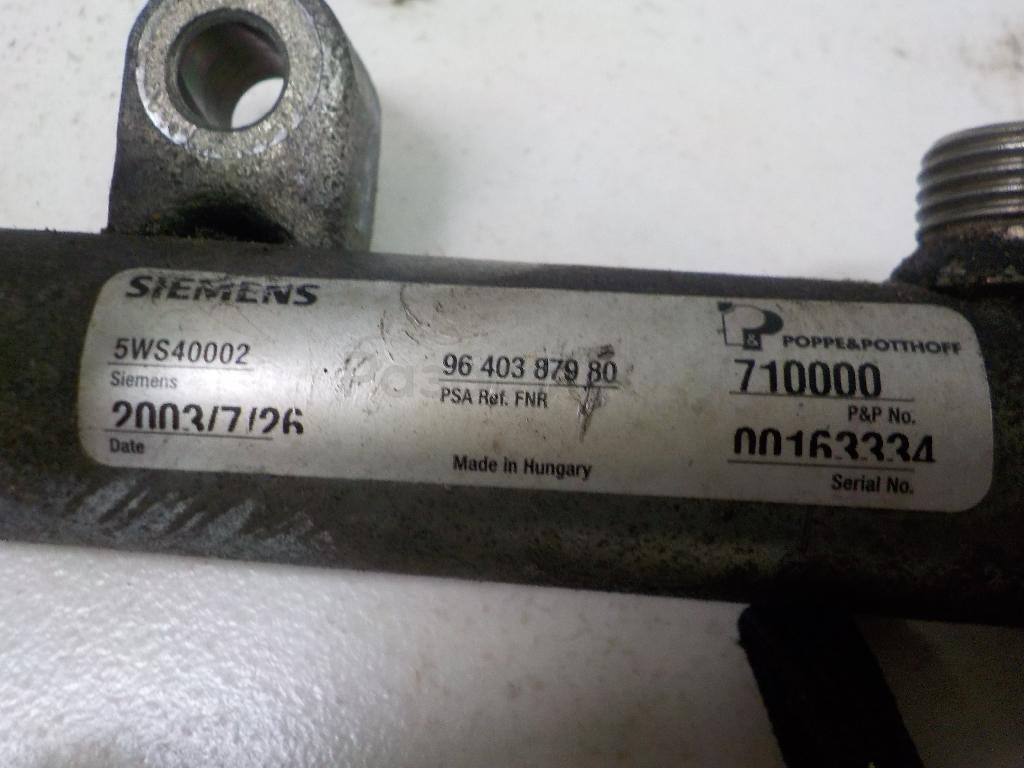 SIEMENS
5WS40002
Siemens
2003/7/26
Date
96 403 879 80
PSA Ref. FNR
Made in Hungary
P&P
POPPE&POTTHOFF
710000
P&P No.
00163334
Serial No.